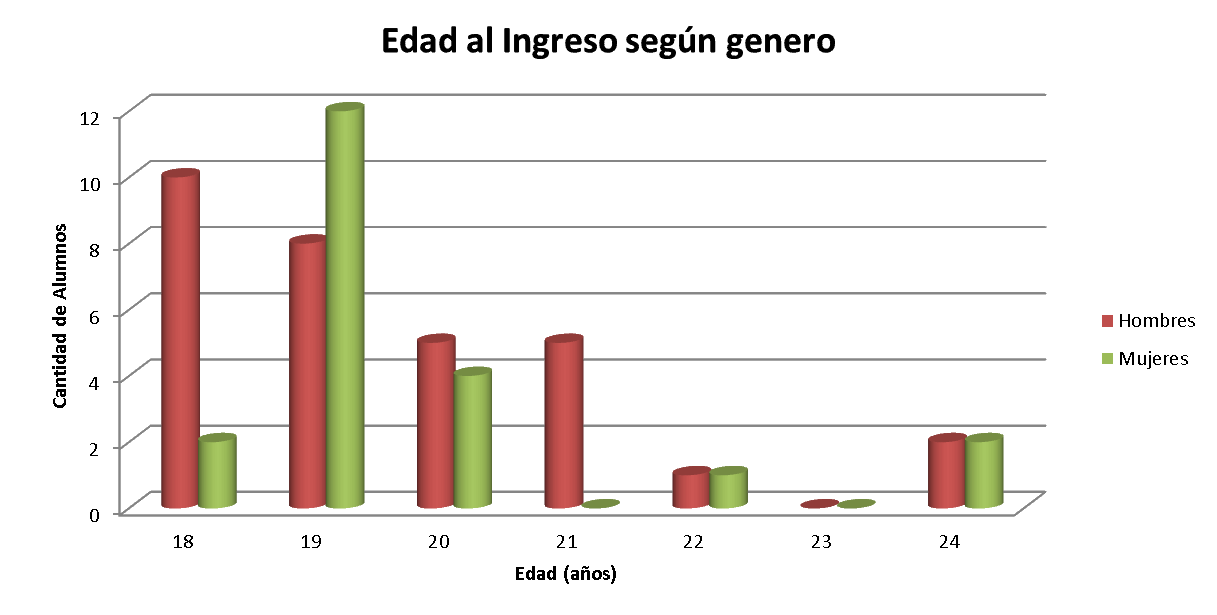 Edad al Ingreso según genero
Cantidad de Alumnos
12
10
8
6
4
2
0
18 19 20 21 22 23 24
Edad (años)
Hombres
Mujeres